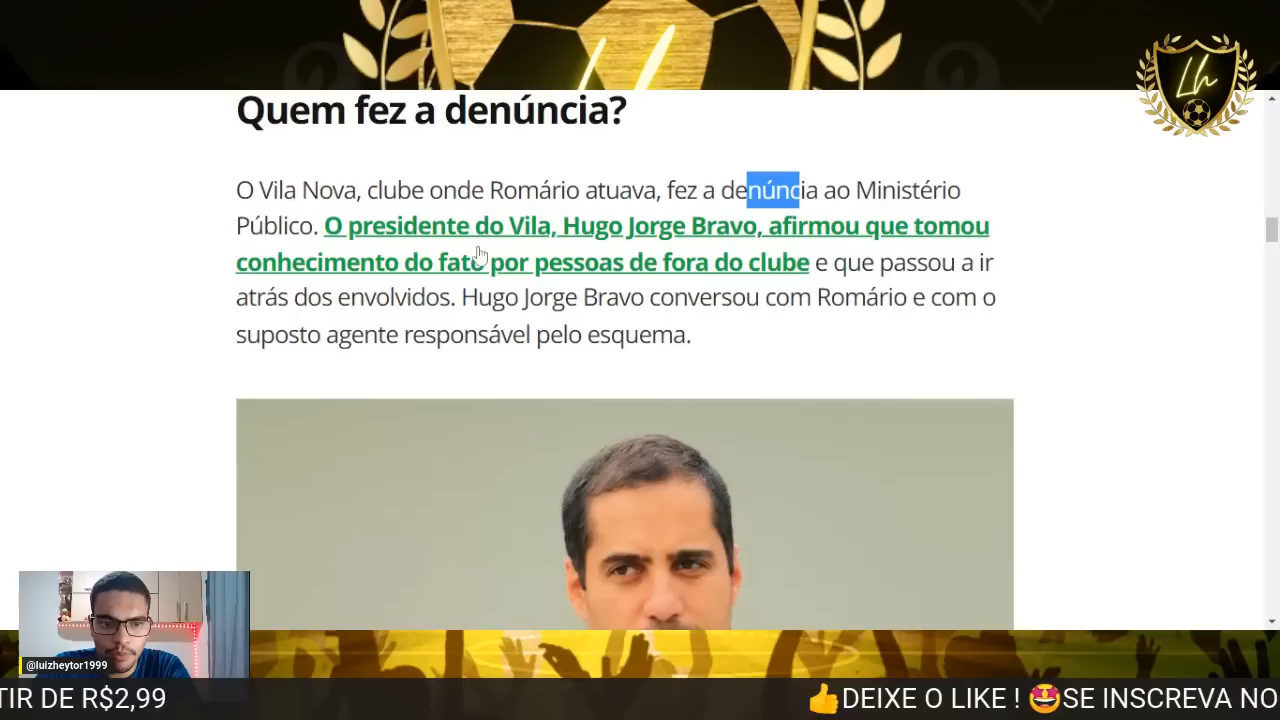 Lh
Quem fez a denúncia?
O Vila Nova, clube onde Romário atuava, fez a denúncia ao Ministério
Público. O presidente do Vila, Hugo Jorge Bravo, afirmou que tomou
conhecimento do fato por pessoas de fora do clube e que passou a ir
atrás dos envolvidos. Hugo Jorge Bravo conversou com Romário e com o
suposto agente responsável pelo esquema.
@luizheytor1999
TIR DE R$2,99 👍DEIXE O LIKE ! 🤩SE INSCREVA NO